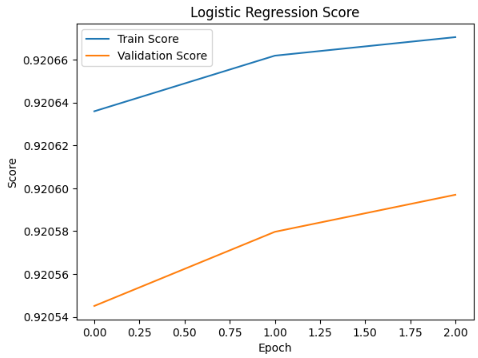 Logistic Regression Score
Train Score
Validation Score
Score
0.92066
0.92064
0.92062
0.92060
0.92058
0.92056
0.92054
0.00 0.25 0.50 0.75 1.00 1.25 1.50 1.75 2.00
Epoch